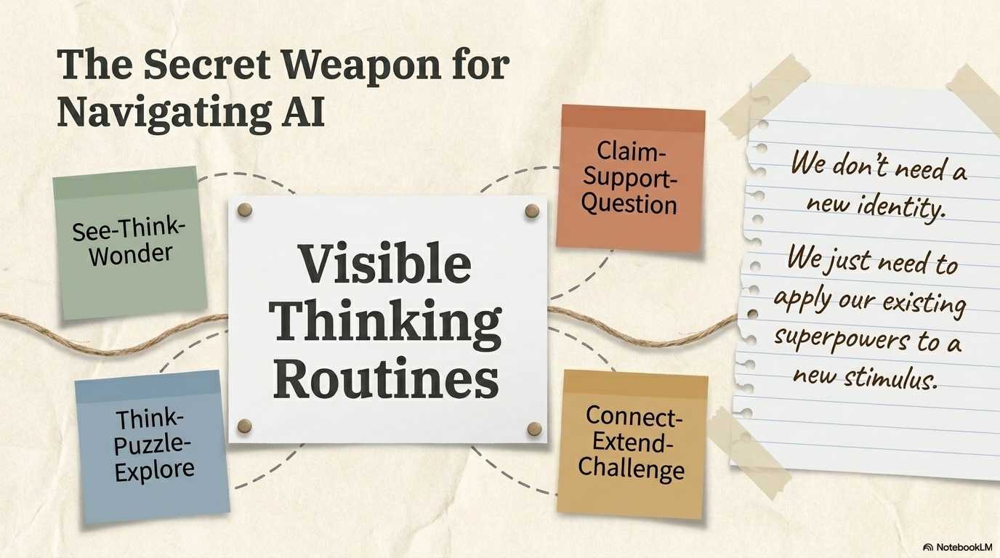 The Secret Weapon for
Navigating AI
See-Think-
Wonder
Think-
Puzzle-
Explore
Visible
Thinking
Routines
Claim-
Support-
Question
Connect-
Extend-
Challenge
We don't need a
new identity.
We just need to
apply our existing
superpowers to a
new stimulus.
NotebookLM